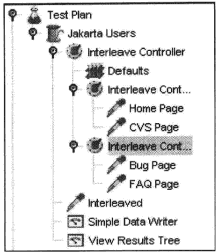 Test Plan
Jakarta Users
Interleave Controller
Defaults
Interleave Cont...
Home Page
CVS Page
Interleave Cont...
Bug Page
FAQ Page
Interleaved
Simple Data Writer
View Results Tree